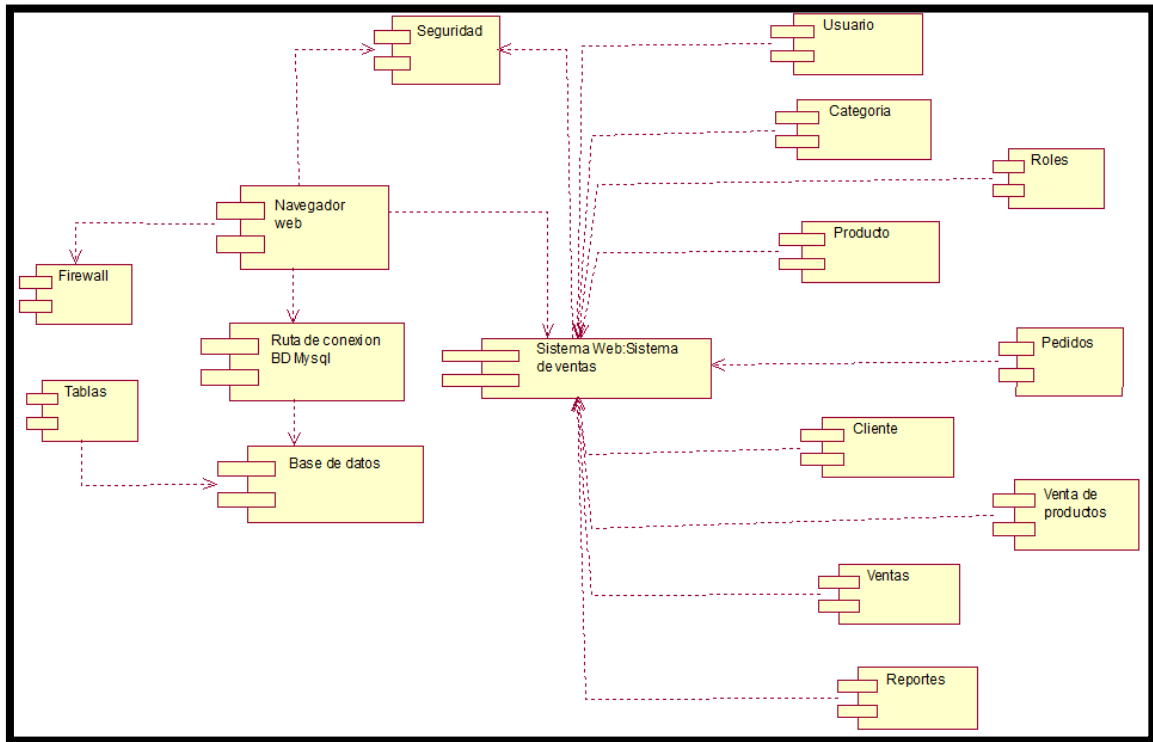 Seguridad
Usuario
Categoria
Roles
Navegador
web
Producto
Firewall
Ruta de conexion
BD Mysql
Sistema Web:Sistema
de ventas
Pedidos
Tablas
Cliente
Base de datos
Venta de
productos
Ventas
Reportes